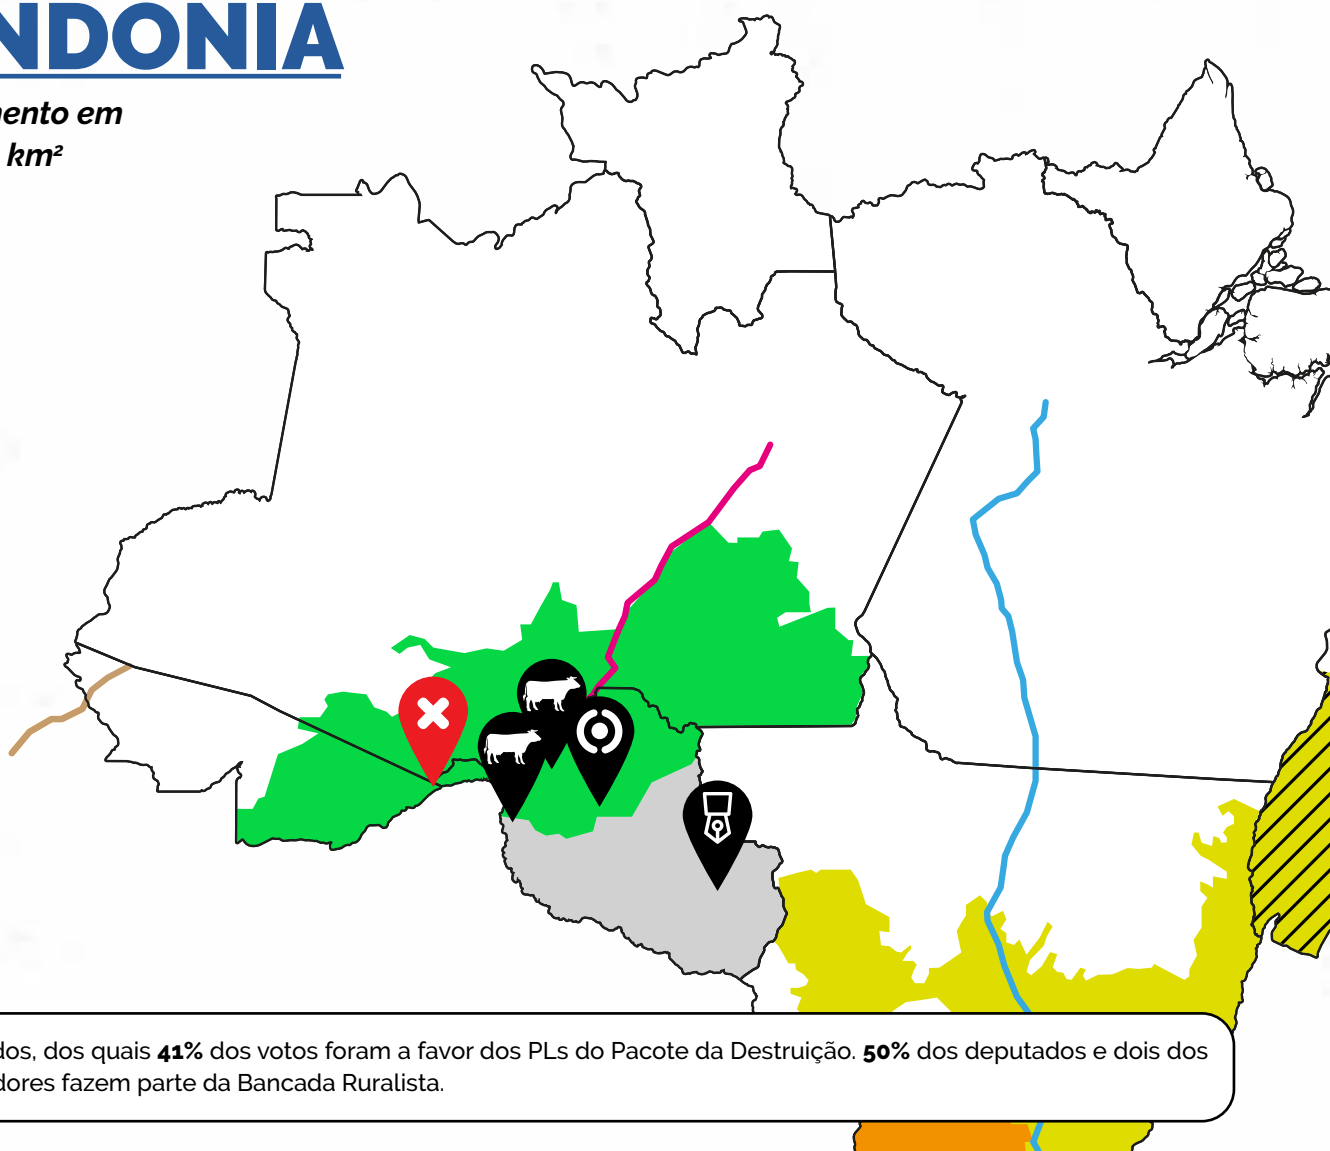 NDONIA
ento em
km²
dos, dos quais 41% dos votos foram a favor dos PLs do Pacote da Destruição. 50% dos deputados e dois dos
dores fazem parte da Bancada Ruralista.